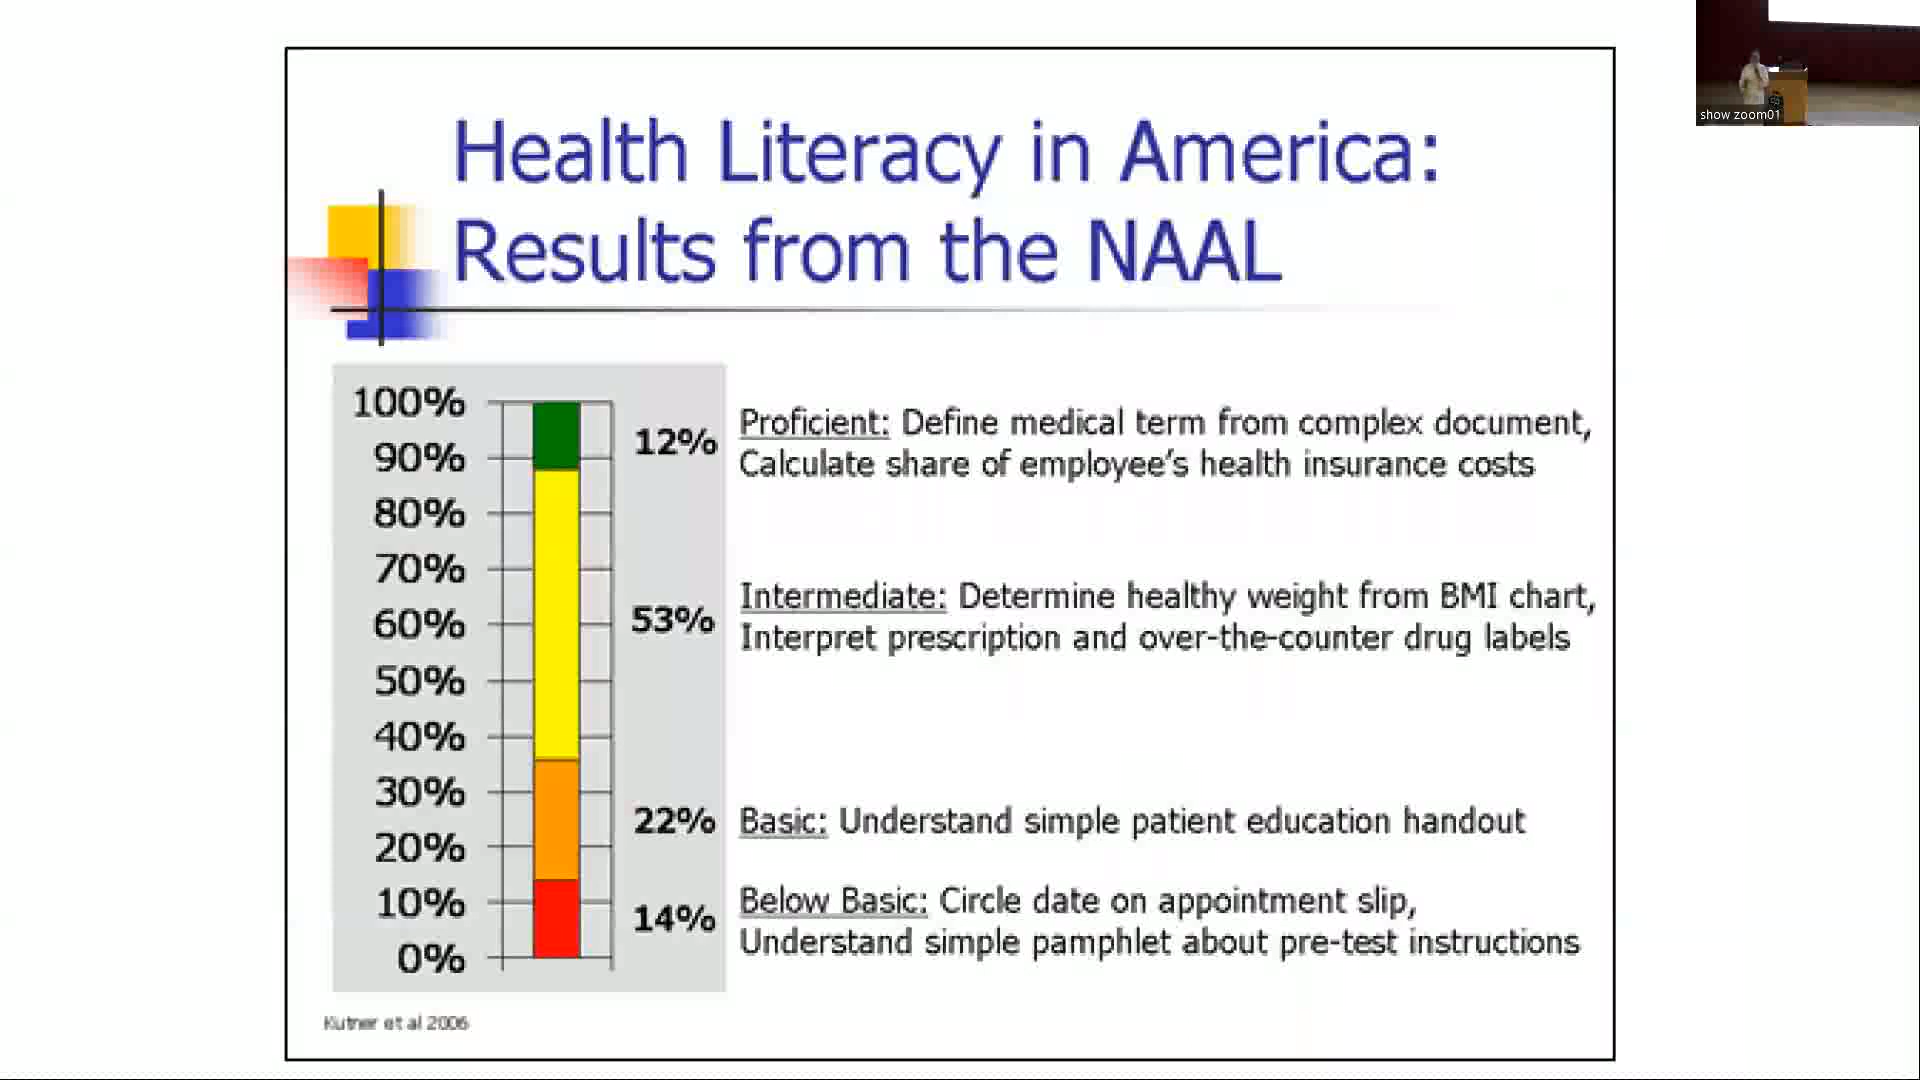 Health Literacy in America:
Results from the NAAL
100%
90%
80%
70%
60%
50%
40%
30%
20%
10%
0%
12%
53%
22%
14%
Proficient: Define medical term from complex document,
Calculate share of employee’s health insurance costs
Intermediate: Determine healthy weight from BMI chart,
Interpret prescription and over-the-counter drug labels
Basic: Understand simple patient education handout
Below Basic: Circle date on appointment slip,
Understand simple pamphlet about pre-test instructions
Kutner et al 2006
show zoom01